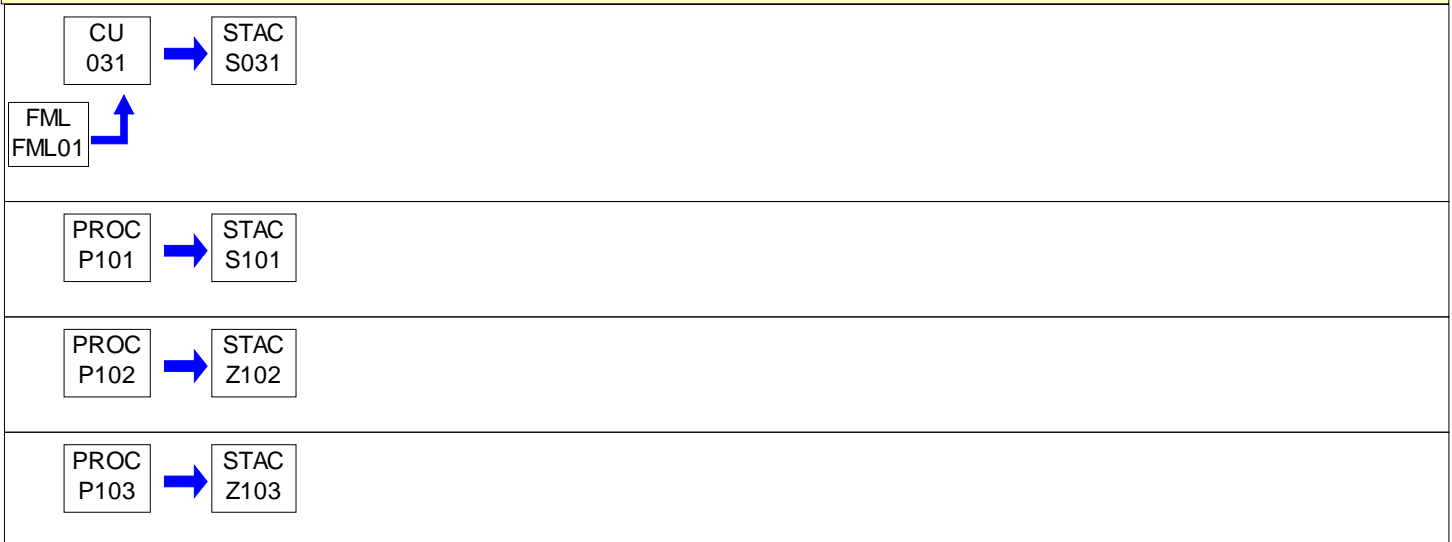 CU
031
STAC
S031
FML
FML01
PROC
P101
STAC
S101
PROC
P102
STAC
Z102
PROC
P103
STAC
Z103